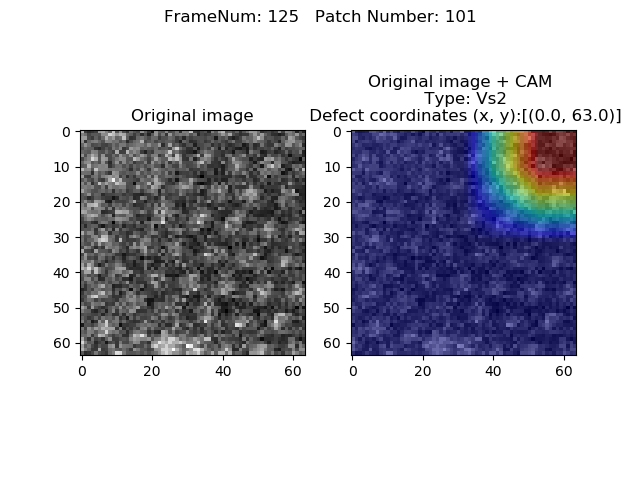 FrameNum: 125   Patch Number: 101
Original image
0
10
20
30
40
50
60
0 20 40 60
Original image + CAM
Type: Vs2
Defect coordinates (x, y):[(0.0, 63.0)]
0
10
20
30
40
50
60
0 20 40 60